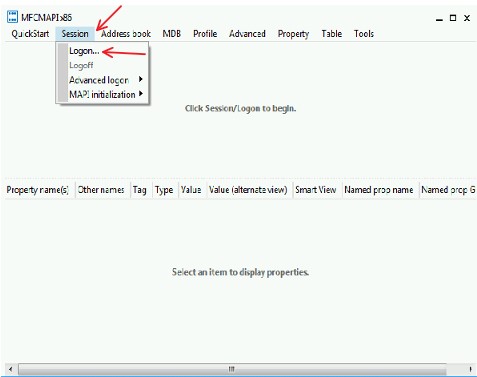 MFCMAPI x86
QuickStart Session Address book MDB Profile Advanced Property Table Tools
Logon...
Logoff
Advanced logon
MAPI initialization
Click Session/Logon to begin.
Property name(s) Other names Tag Type Value Value (alternate view) Smart View Named prop name Named prop G
Select an item to display properties.